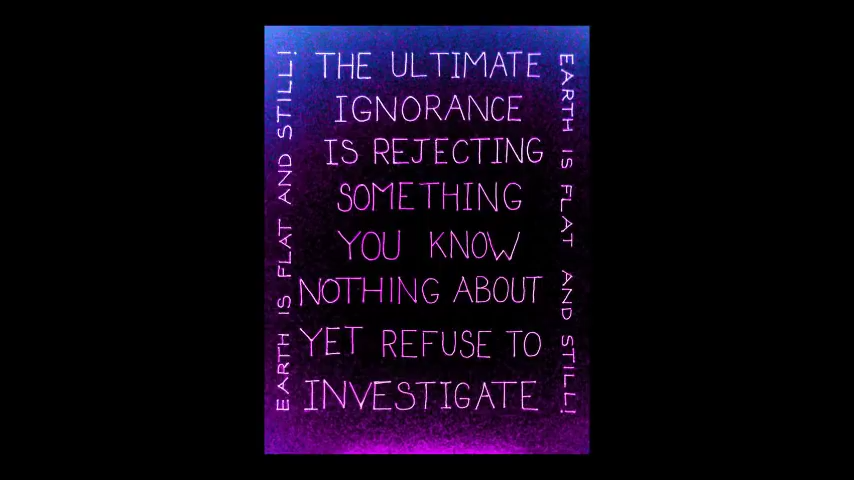 THE ULTIMATE
IGNORANCE
IS REJECTING
SOMETHING
YOU KNOW
NOTHING ABOUT
YET REFUSE TO
INVESTIGATE
EARTH IS FLAT AND STILL!
EARTH IS FLAT AND STILL!